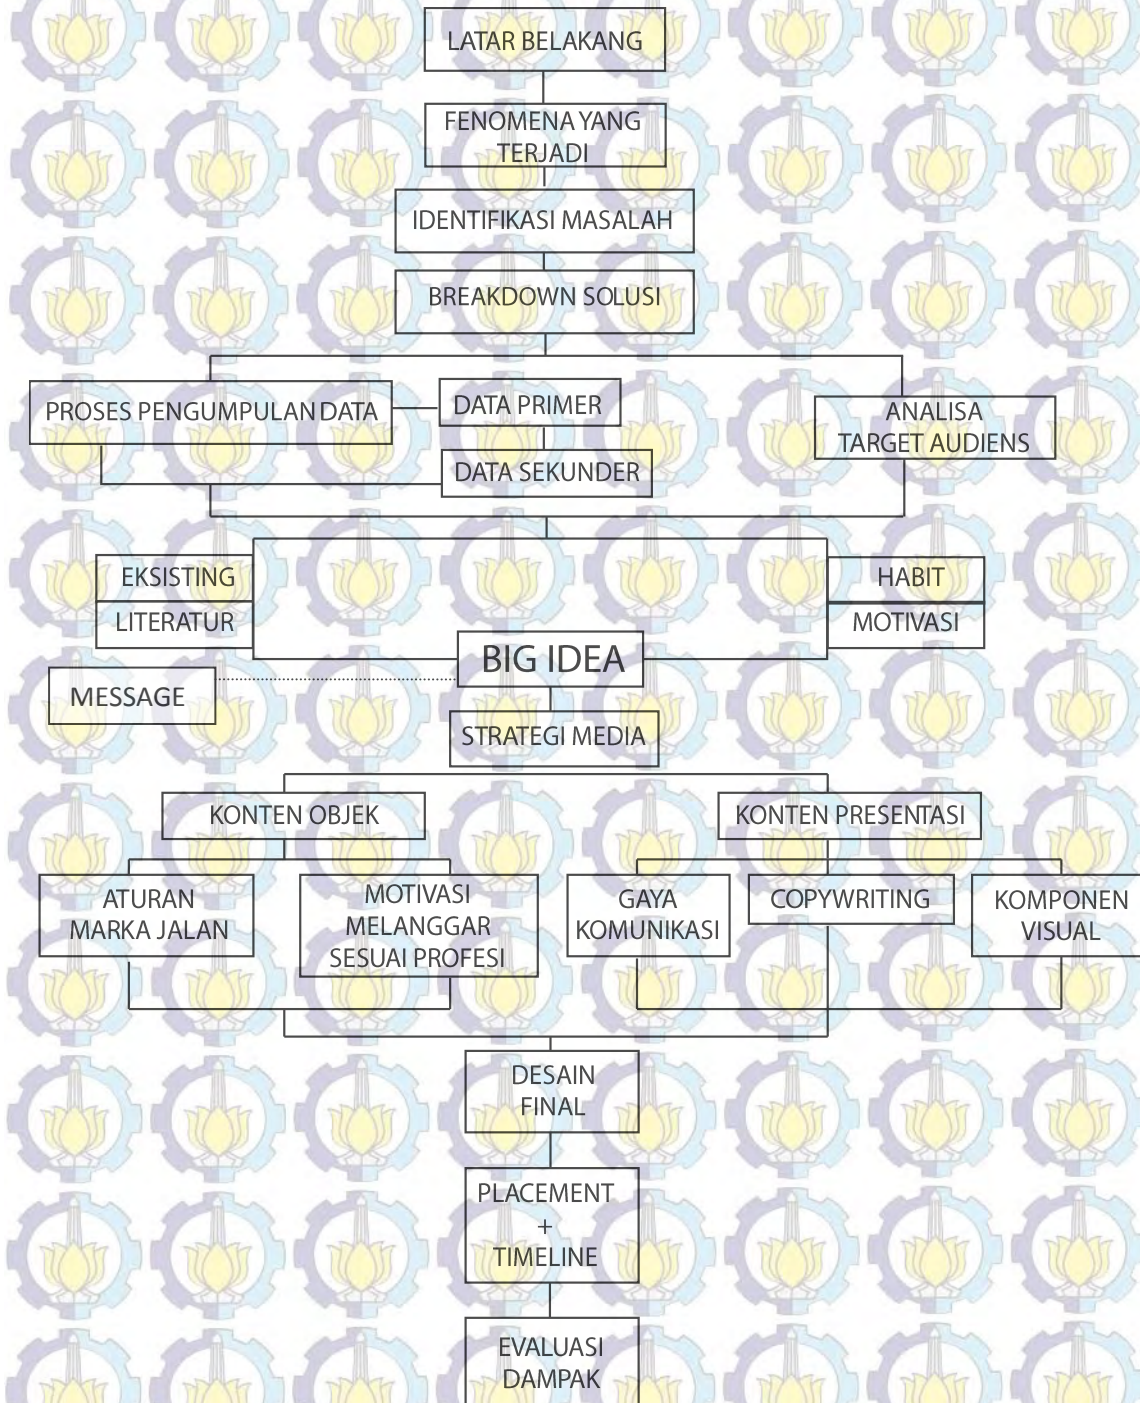 LATAR BELAKANG
FENOMENA YANG
TERJADI
IDENTIFIKASI MASALAH
BREAKDOWN SOLUSI
PROSES PENGUMPULAN DATA
DATA PRIMER
DATA SEKUNDER
ANALISA
TARGET AUDIENS
EKSISTING
LITERATUR
HABIT
MOTIVASI
BIG IDEA
MESSAGE
STRATEGI MEDIA
KONTEN OBJEK
KONTEN PRESENTASI
ATURAN
MARKA JALAN
MOTIVASI
MELANGGAR
SESUAI PROFESI
GAYA
KOMUNIKASI
COPYWRITING
KOMPONEN
VISUAL
DESAIN
FINAL
PLACEMENT
+
TIMELINE
EVALUASI
DAMPAK